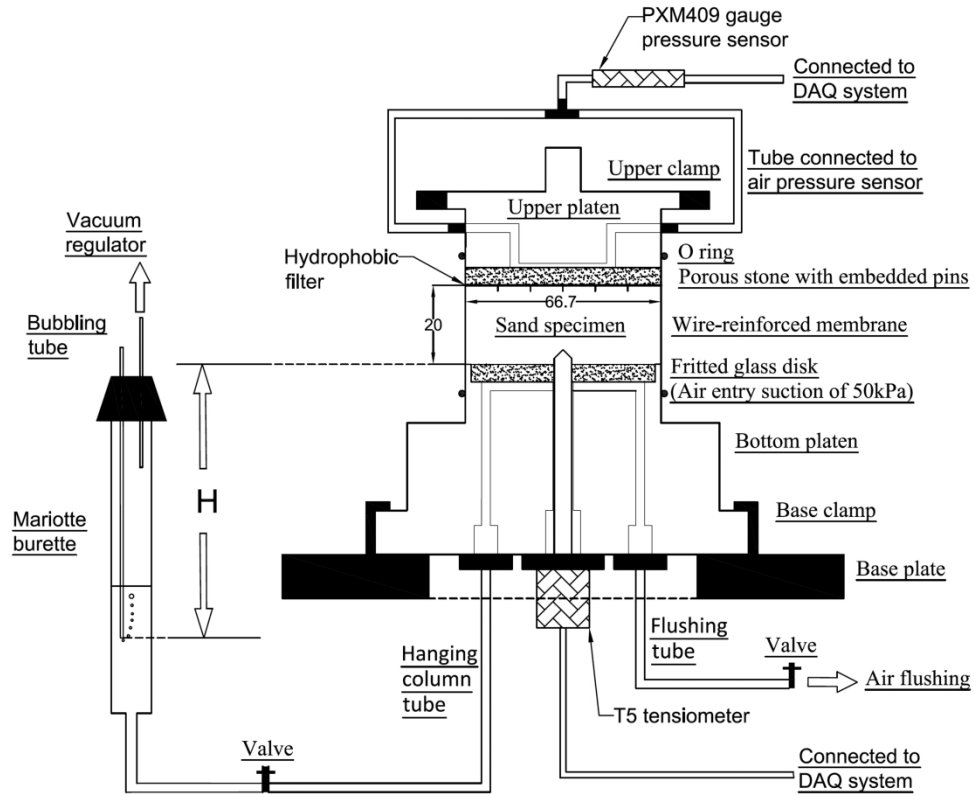 PXM409 gauge
pressure sensor
Connected to
DAQ system
Upper clamp
Tube connected to
air pressure sensor
Upper platen
Vacuum
regulator
Hydrophobic
filter
O ring
Porous stone with embedded pins
66.7
20
Sand specimen
Wire-reinforced membrane
Bubbling
tube
Fritted glass disk
(Air entry suction of 50kPa)
Bottom platen
H
Mariotte
burette
Base clamp
Base plate
Hanging
column
tube
Flushing
tube
Valve
Air flushing
T5 tensiometer
Valve
Connected to
DAQ system